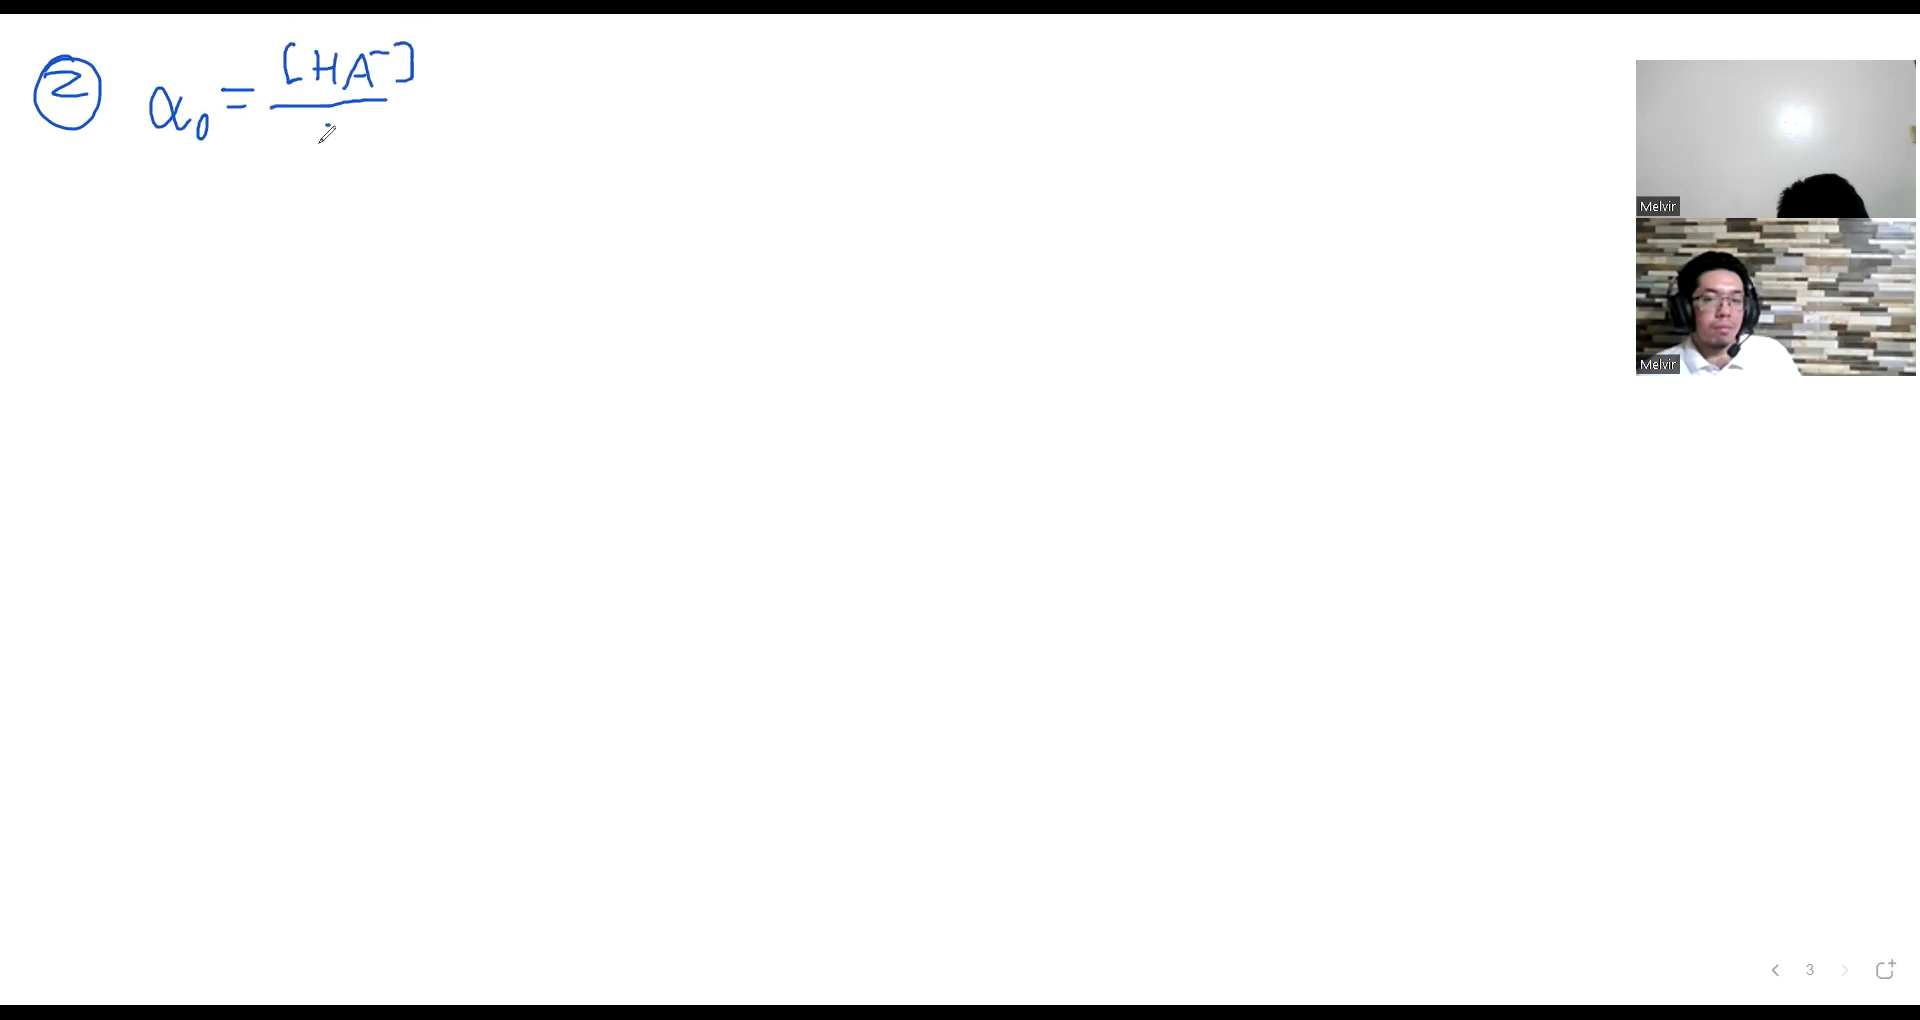 ② α₀ = [HA⁻]
Melvir
Melvir
3